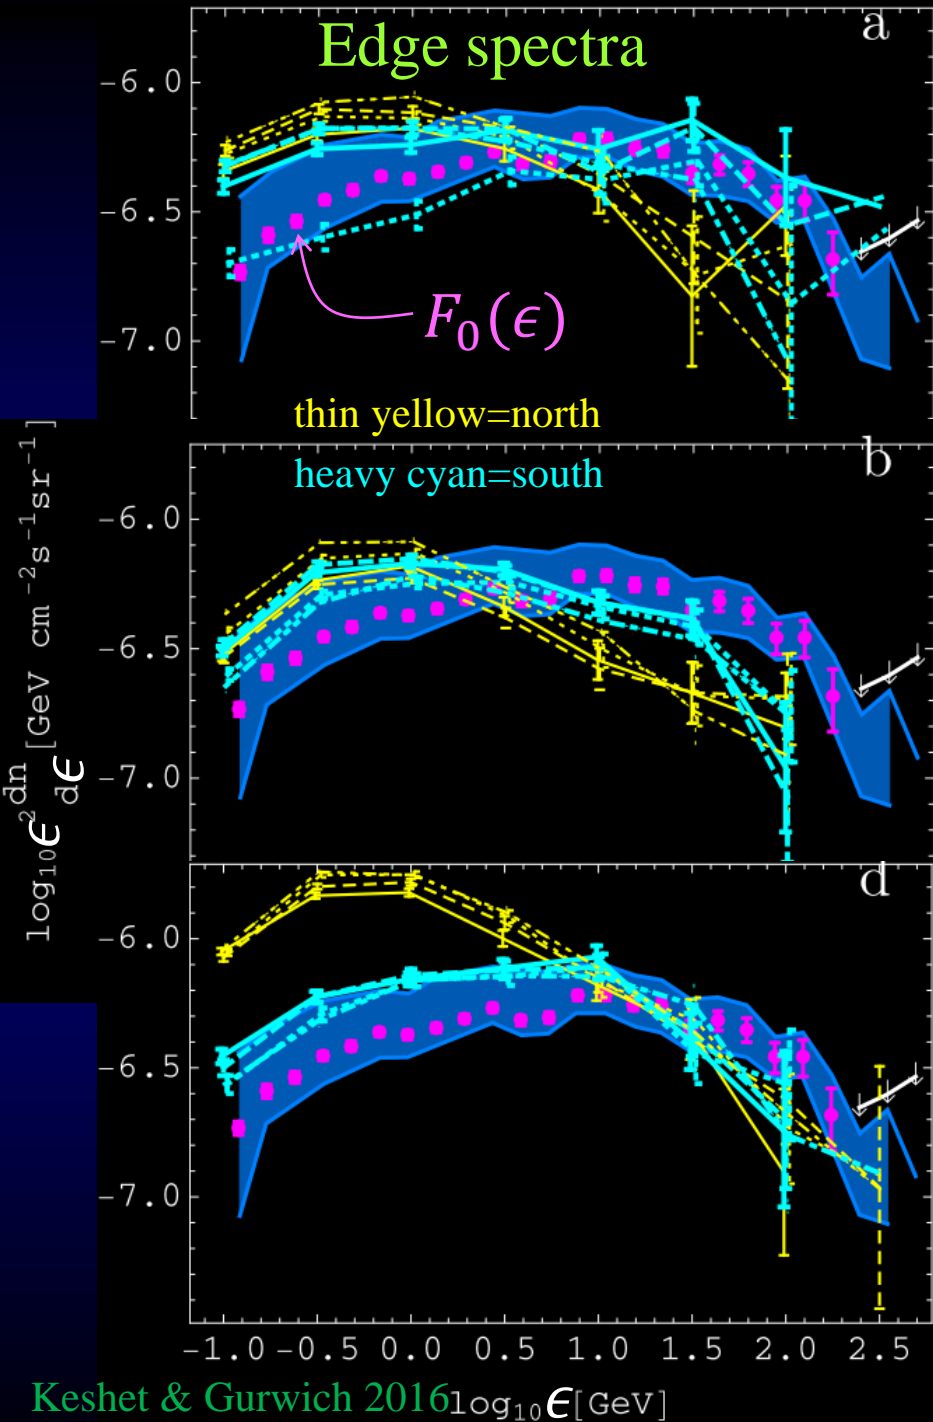 Edge spectra
a
-6.0
-6.5
-7.0
F₀(ϵ)
thin yellow=north
heavy cyan=south
b
-6.0
-6.5
-7.0
log₁₀ϵ² dn/dϵ [GeV cm⁻²s⁻¹sr⁻¹]
d
-6.0
-6.5
-7.0
-1.0 -0.5 0.0 0.5 1.0 1.5 2.0 2.5
Keshet & Gurwich 2016
log₁₀ϵ[GeV]